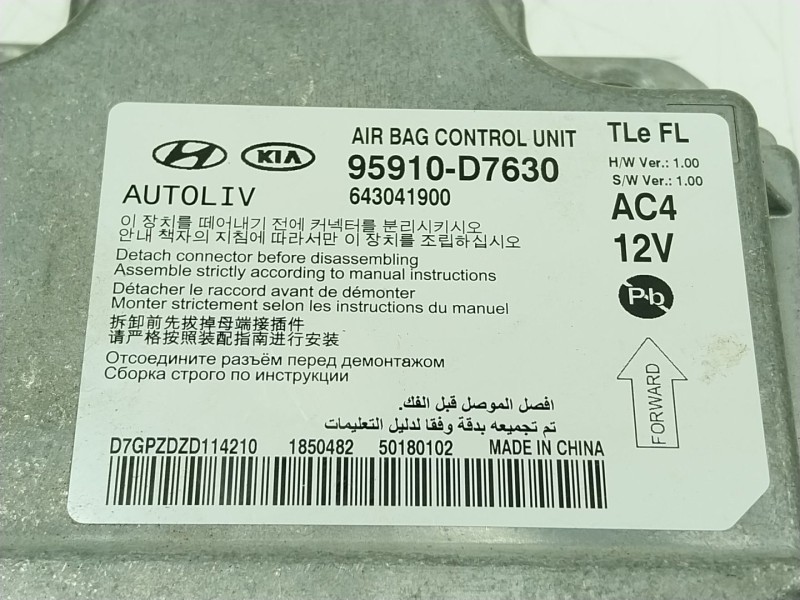 KIA
AIR BAG CONTROL UNIT
95910-D7630
643041900
TLe FL
H/W Ver.: 1.00
S/W Ver.: 1.00
AC4
12V
Pb
AUTOLIV
이 장치를 떼어내기 전에 커넥터를 분리시키시오
안내 책자의 지침에 따라서만 이 장치를 조립하십시오
Detach connector before disassembling
Assemble strictly according to manual instructions
Détacher le raccord avant de démonter
Monter strictement selon les instructions du manuel
拆卸前先拔掉母端接插件
请严格按照装配指南进行安装
Отсоедините разъём перед демонтажом
Сборка строго по инструкции
افصل الموصل قبل الفك.
تم تجميعه بدقة وفقا لدليل التعليمات
FORWARD
D7GPZDZD114210 1850482 50180102 MADE IN CHINA